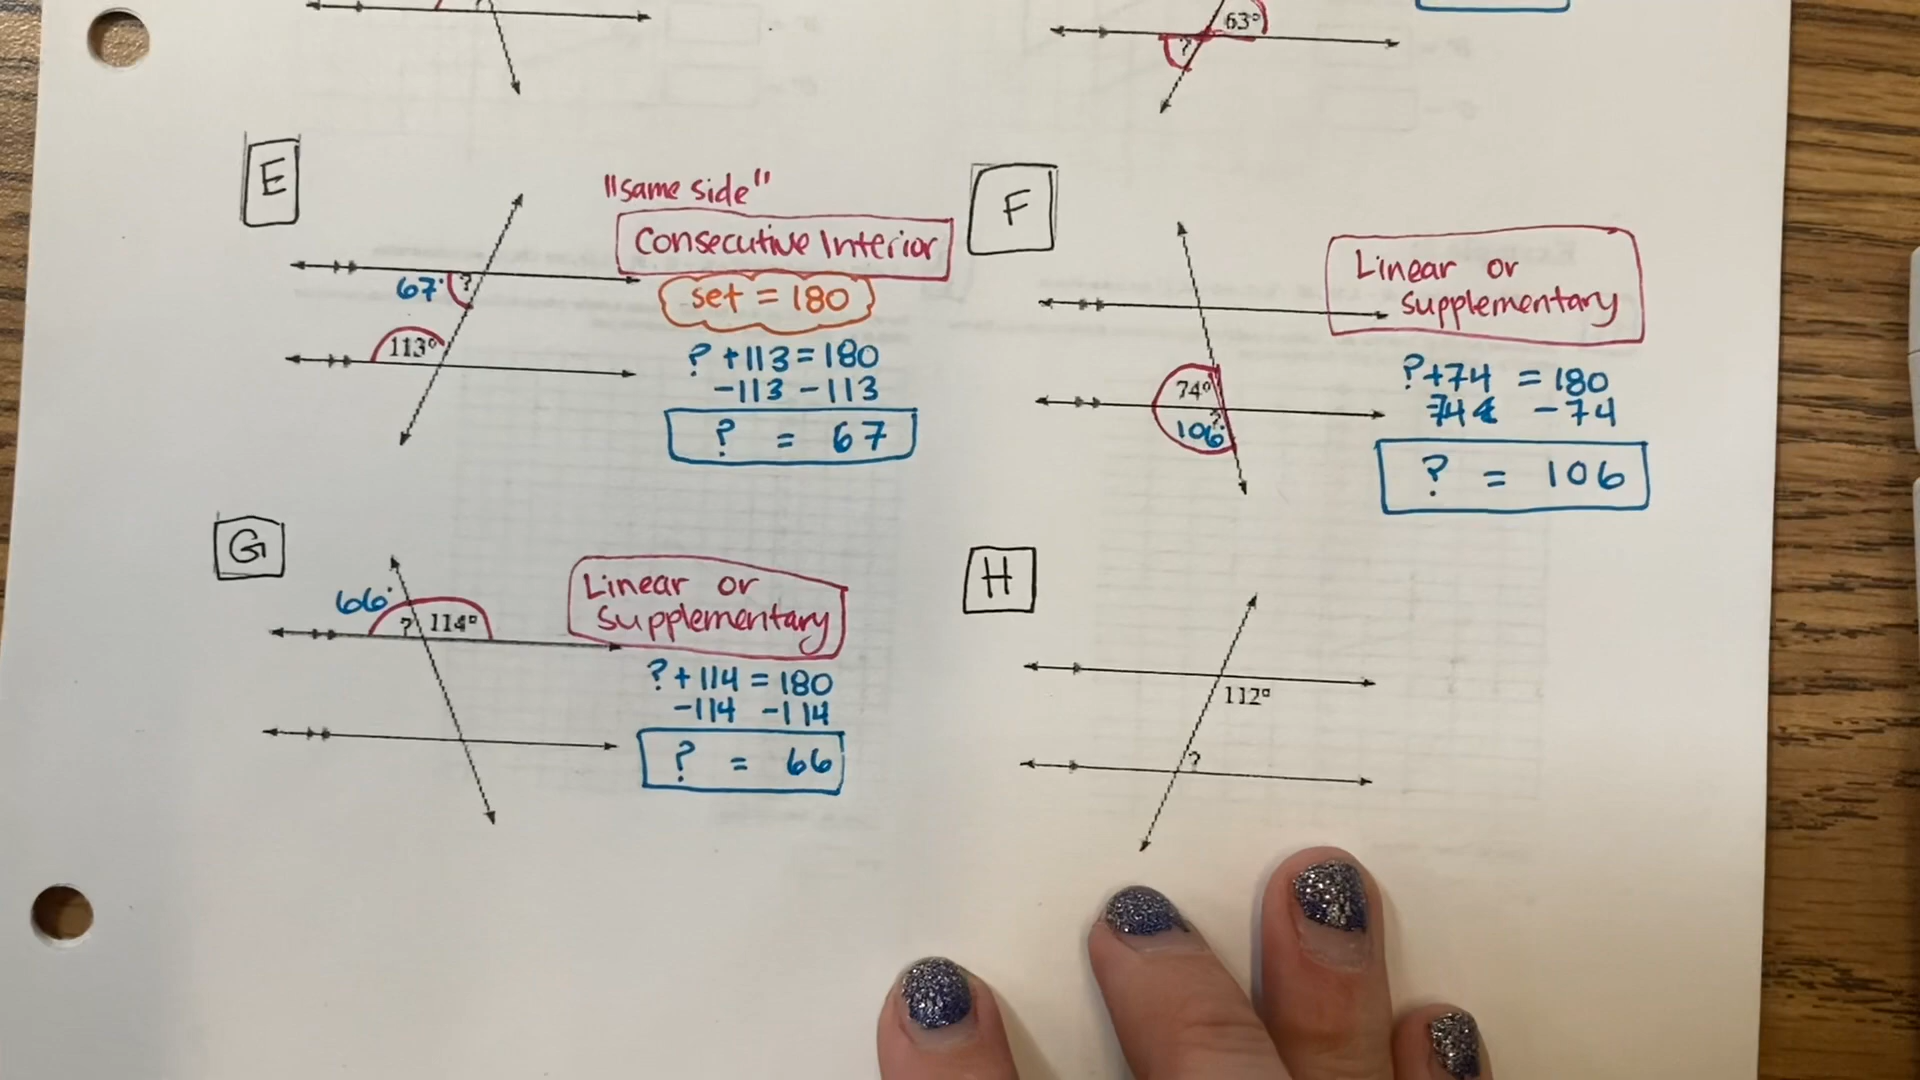 ?
63°
?
E
"same side"
Consecutive Interior
set = 180
67° ?
113°
? + 113 = 180
-113 -113
? = 67
F
Linear or
supplementary
74°
?
106°
? + 74 = 180
- 74
? = 106
G
Linear or
supplementary
66°
? 114°
? + 114 = 180
-114 -114
? = 66
H
112°
?